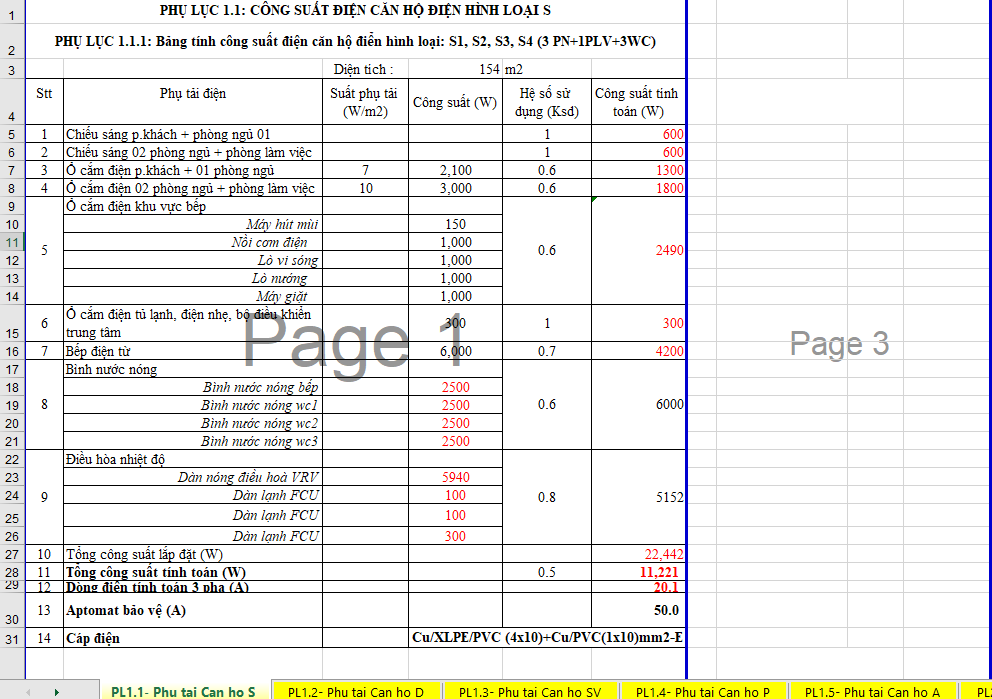 PHỤ LỤC 1.1: CÔNG SUẤT ĐIỆN CĂN HỘ ĐIỆN HÌNH LOẠI S
PHỤ LỤC 1.1.1: Bảng tính công suất điện căn hộ điển hình loại: S1, S2, S3, S4 (3 PN+1PLV+3WC)
Diện tích : 154 m2
Stt Phụ tải điện Suất phụ tải (W/m2) Công suất (W) Hệ số sử dụng (Ksd) Công suất tính toán (W)
1 Chiếu sáng p.khách + phòng ngủ 01 1 600
2 Chiếu sáng 02 phòng ngủ + phòng làm việc 1 600
3 Ổ cắm điện p.khách + 01 phòng ngủ 7 2,100 0.6 1300
4 Ổ cắm điện 02 phòng ngủ + phòng làm việc 10 3,000 0.6 1800
5 Ổ cắm điện khu vực bếp 0.6 2490
Máy hút mùi 150
Nồi cơm điện 1,000
Lò vi sóng 1,000
Lò nướng 1,000
Máy giặt 1,000
6 Ổ cắm điện tủ lạnh, điện nhẹ, bộ điều khiển trung tâm 300 1 300
7 Bếp điện từ 6,000 0.7 4200
8 Bình nước nóng 0.6 6000
Bình nước nóng bếp 2500
Bình nước nóng wc1 2500
Bình nước nóng wc2 2500
Bình nước nóng wc3 2500
9 Điều hòa nhiệt độ 0.8 5152
Dàn nóng điều hoà VRV 5940
Dàn lạnh FCU 100
Dàn lạnh FCU 100
Dàn lạnh FCU 300
10 Tổng công suất lắp đặt (W) 22,442
11 Tổng công suất tính toán (W) 0.5 11,221
12 Dòng điện tính toán 3 pha (A) 20.1
13 Aptomat bảo vệ (A) 50.0
14 Cáp điện Cu/XLPE/PVC (4x10)+Cu/PVC(1x10)mm2-E
Page 1
Page 3
1
2
3
4
5
6
7
8
9
10
11
12
13
14
15
16
17
18
19
20
21
22
23
24
25
26
27
28
29
30
31
PL1.1- Phu tai Can ho S PL1.2- Phu tai Can ho D PL1.3- Phu tai Can ho SV PL1.4- Phu tai Can ho P PL1.5- Phu tai Can ho A